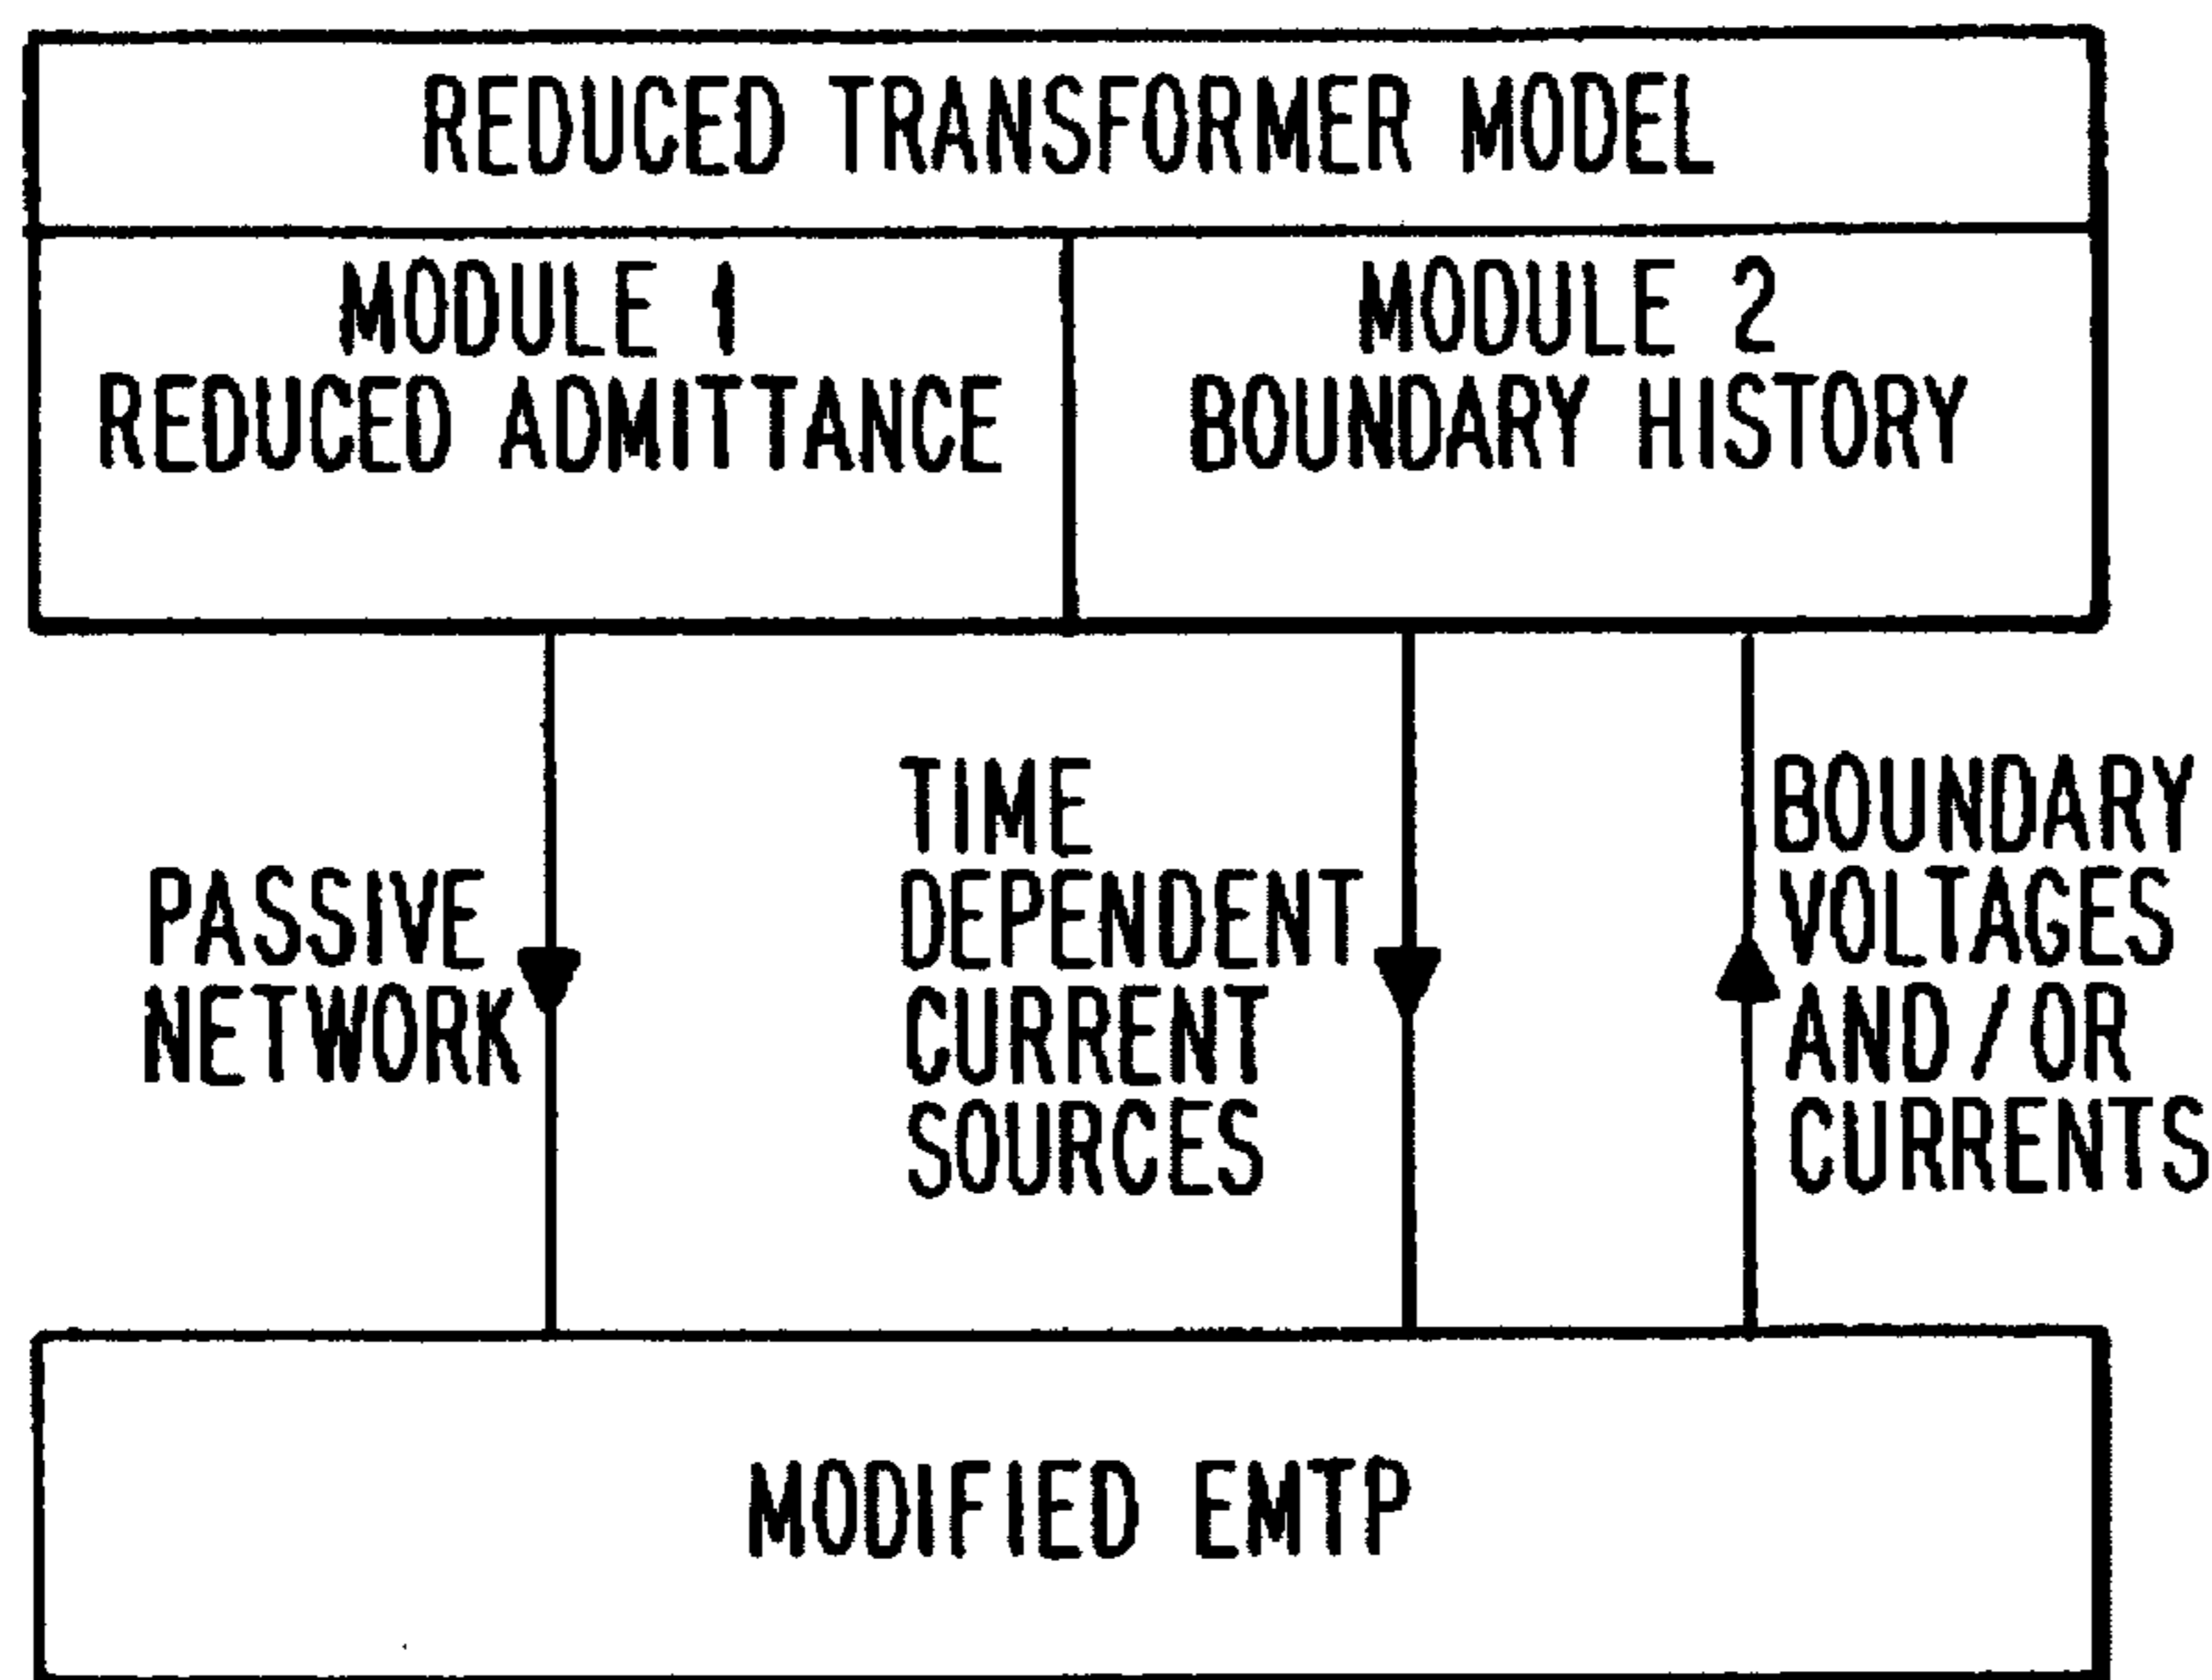 REDUCED TRANSFORMER MODEL
MODULE 1
REDUCED ADMITTANCE
MODULE 2
BOUNDARY HISTORY
PASSIVE
NETWORK
TIME
DEPENDENT
CURRENT
SOURCES
BOUNDARY
VOLTAGES
AND/OR
CURRENTS
MODIFIED EMTP